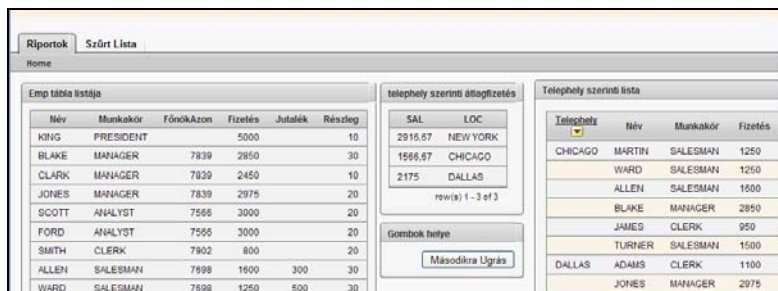 Riportok Szűrt Lista
Home
Emp tábla listája
Név Munkakör FőnökAzon Fizetés Jutalék Részleg
KING PRESIDENT 5000 10
BLAKE MANAGER 7839 2850 30
CLARK MANAGER 7839 2450 10
JONES MANAGER 7839 2975 20
SCOTT ANALYST 7566 3000 20
FORD ANALYST 7566 3000 20
SMITH CLERK 7902 800 20
ALLEN SALESMAN 7698 1600 300 30
WARD SALESMAN 7698 1250 500 30
telephely szerinti átlagfizetés
SAL LOC
2916,67 NEW YORK
1566,67 CHICAGO
2175 DALLAS
row(s) 1 - 3 of 3
Gombok helye
Másodikra Ugrás
Telephely szerinti lista
Telephely Név Munkakör Fizetés
CHICAGO MARTIN SALESMAN 1250
WARD SALESMAN 1250
ALLEN SALESMAN 1600
BLAKE MANAGER 2850
JAMES CLERK 950
TURNER SALESMAN 1500
DALLAS ADAMS CLERK 1100
JONES MANAGER 2975